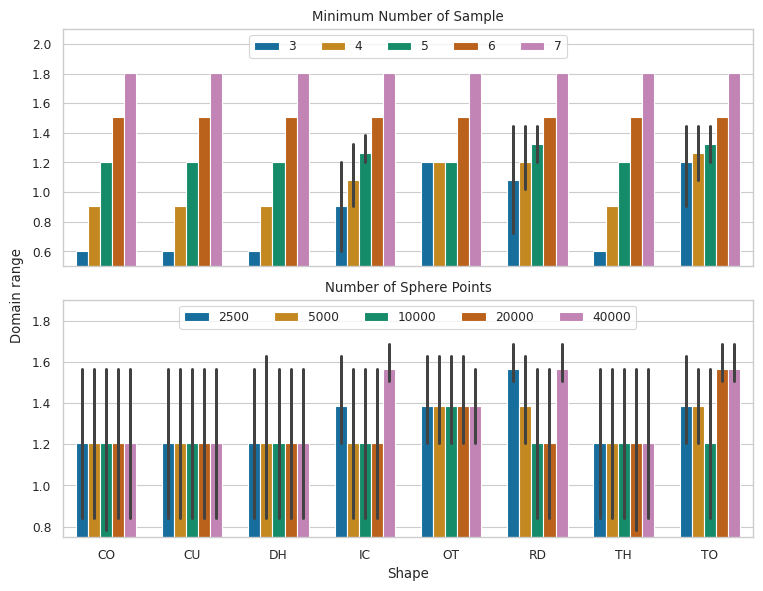 Minimum Number of Sample
3 4 5 6 7
2.0
1.8
1.6
1.4
1.2
1.0
0.8
0.6
Domain range
Number of Sphere Points
2500 5000 10000 20000 40000
1.8
1.6
1.4
1.2
1.0
0.8
CO CU DH IC OT RD TH TO
Shape